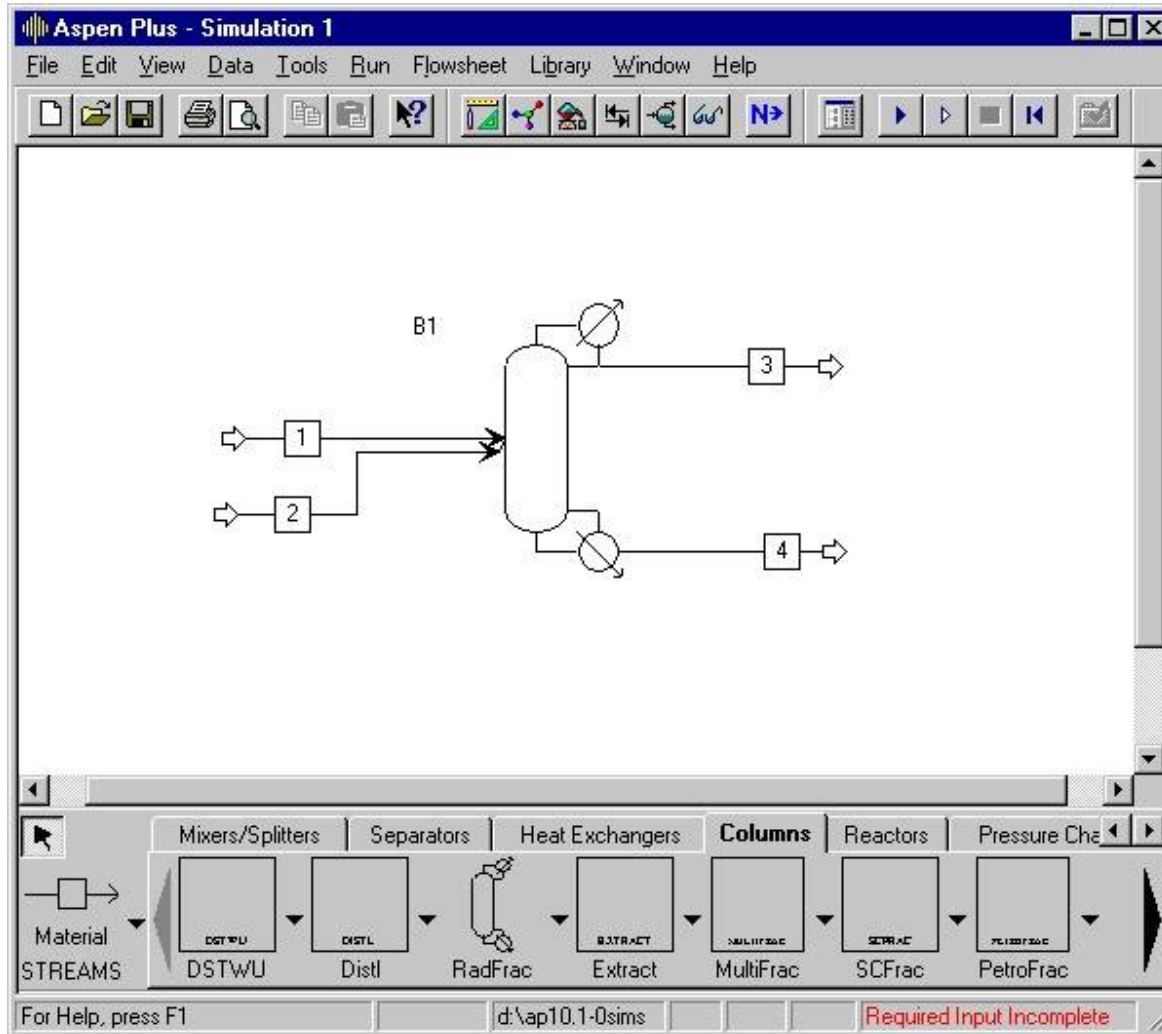 Aspen Plus - Simulation 1
File Edit View Data Tools Run Flowsheet Library Window Help
N
B1
3
1
2
4
Mixers/Splitters Separators Heat Exchangers Columns Reactors Pressure Cha
DSTWU DISTL EXTRACT MULTIFRAC SCFRAC PETROFRAC
Material
STREAMS DSTWU Distl RadFrac Extract MultiFrac SCFrac PetroFrac
For Help, press F1 d:\ap10.1-0sims Required Input Incomplete